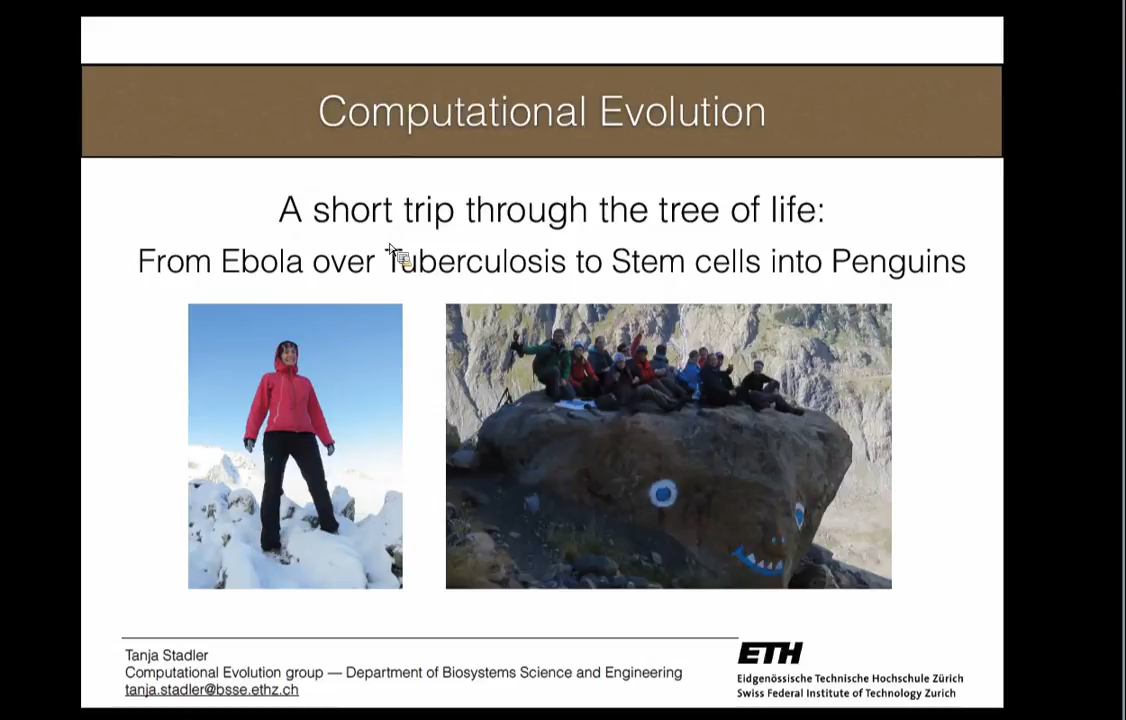 Computational Evolution
A short trip through the tree of life:
From Ebola over Tuberculosis to Stem cells into Penguins
Tanja Stadler
Computational Evolution group — Department of Biosystems Science and Engineering
tanja.stadler@bsse.ethz.ch
ETH
Eidgenössische Technische Hochschule Zürich
Swiss Federal Institute of Technology Zurich